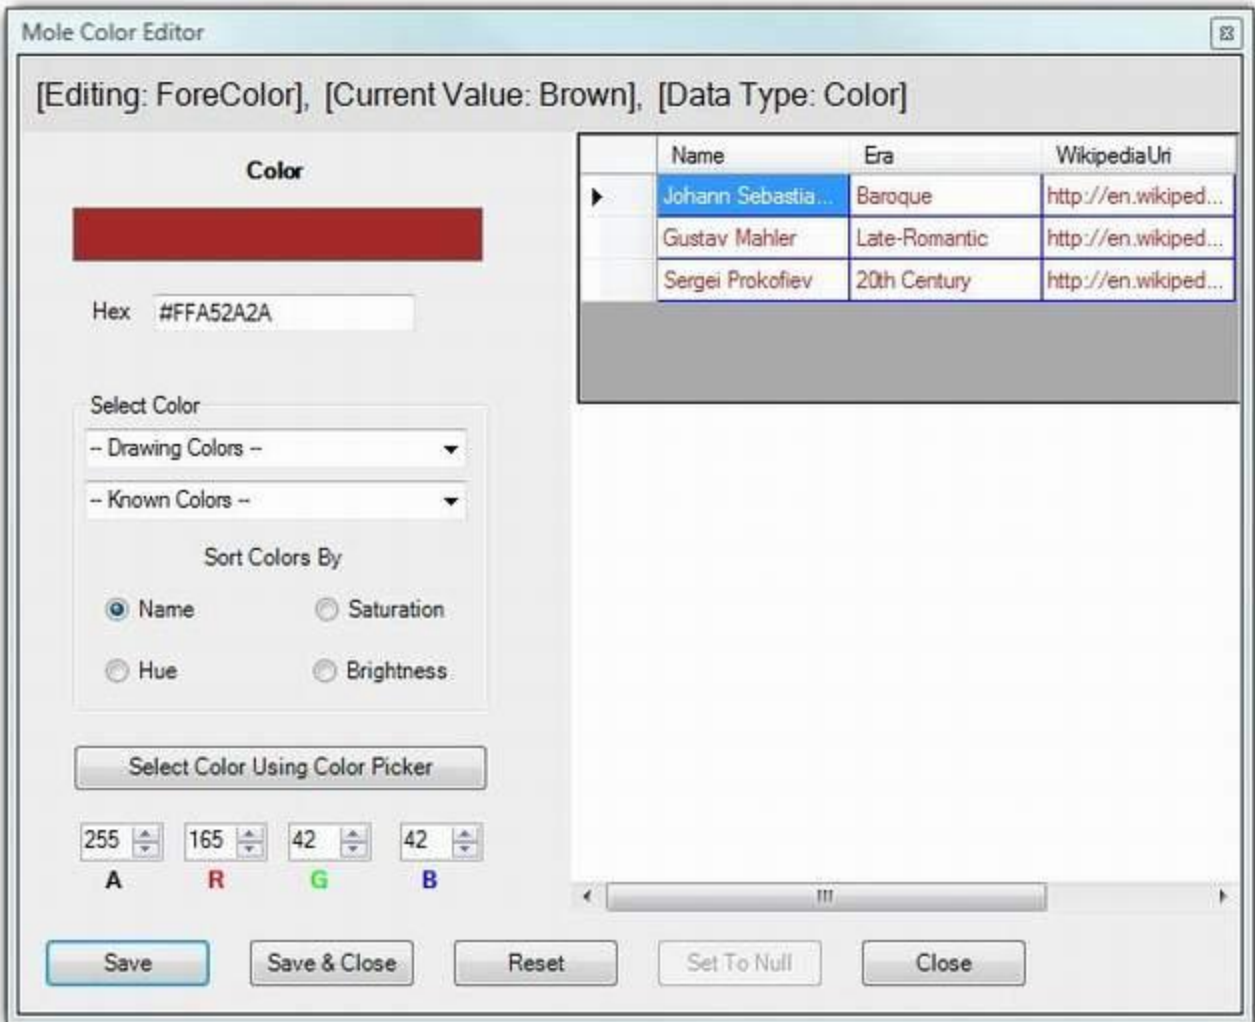 Mole Color Editor
[Editing: ForeColor], [Current Value: Brown], [Data Type: Color]
Color
Hex #FFA52A2A
Select Color
-- Drawing Colors --
-- Known Colors --
Sort Colors By
Name Saturation
Hue Brightness
Select Color Using Color Picker
255 165 42 42
A R G B
Name Era WikipediaUri
Johann Sebastia... Baroque http://en.wikiped...
Gustav Mahler Late-Romantic http://en.wikiped...
Sergei Prokofiev 20th Century http://en.wikiped...
Save Save & Close Reset Set To Null Close